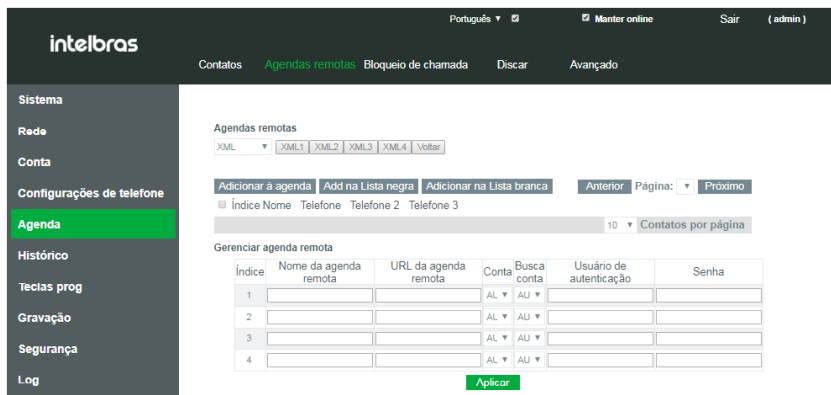 Português Manter online Sair ( admin )
intelbras
Contatos Agendas remotas Bloqueio de chamada Discar Avançado
Sistema
Rede
Conta
Configurações de telefone
Agenda
Histórico
Teclas prog
Gravação
Segurança
Log
Agendas remotas
XML XML1 XML2 XML3 XML4 Voltar
Adicionar à agenda Add na Lista negra Adicionar na Lista branca Anterior Página: Próximo
Índice Nome Telefone Telefone 2 Telefone 3
10 Contatos por página
Gerenciar agenda remota
Índice Nome da agenda remota URL da agenda remota Conta Busca conta Usuário de autenticação Senha
1 AU AU
2 AU AU
3 AU AU
4 AU AU
Aplicar